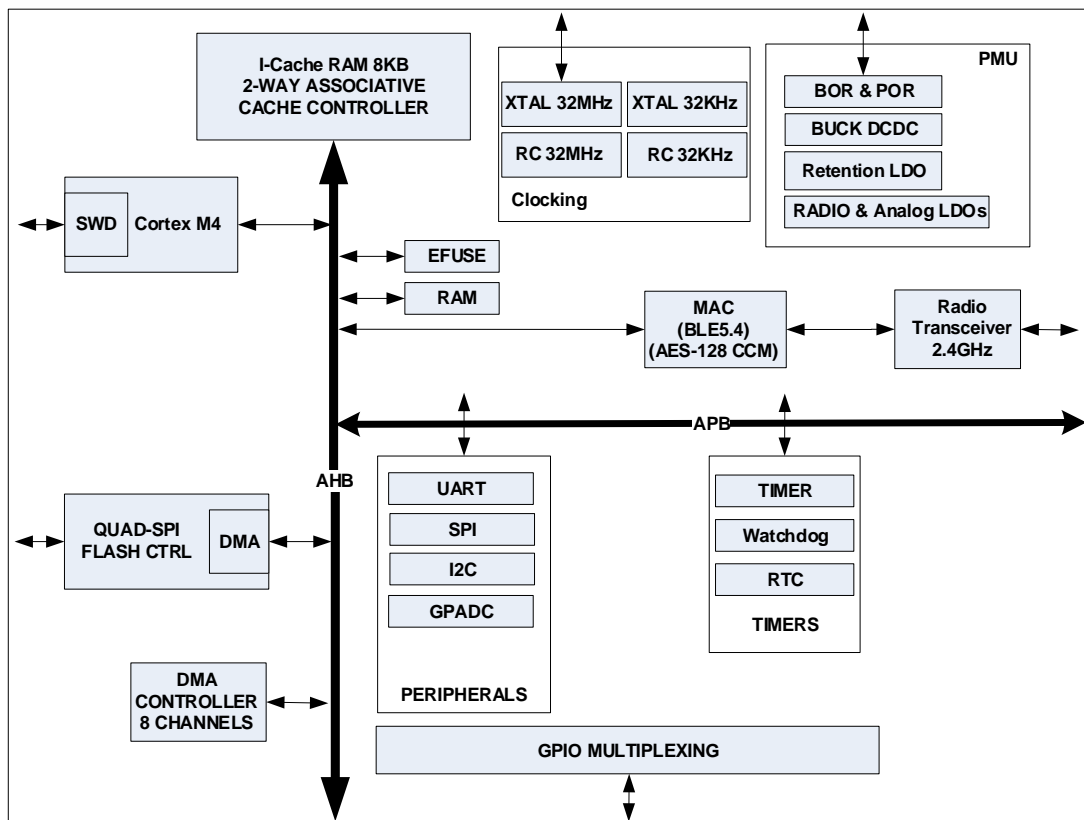 I-Cache RAM 8KB
2-WAY ASSOCIATIVE
CACHE CONTROLLER
XTAL 32MHz
XTAL 32KHz
RC 32MHz
RC 32KHz
Clocking
PMU
BOR & POR
BUCK DCDC
Retention LDO
RADIO & Analog LDOs
SWD
Cortex M4
EFUSE
RAM
MAC
(BLE5.4)
(AES-128 CCM)
Radio
Transceiver
2.4GHz
APB
AHB
UART
SPI
I2C
GPADC
PERIPHERALS
TIMER
Watchdog
RTC
TIMERS
QUAD-SPI
FLASH CTRL
DMA
DMA
CONTROLLER
8 CHANNELS
GPIO MULTIPLEXING